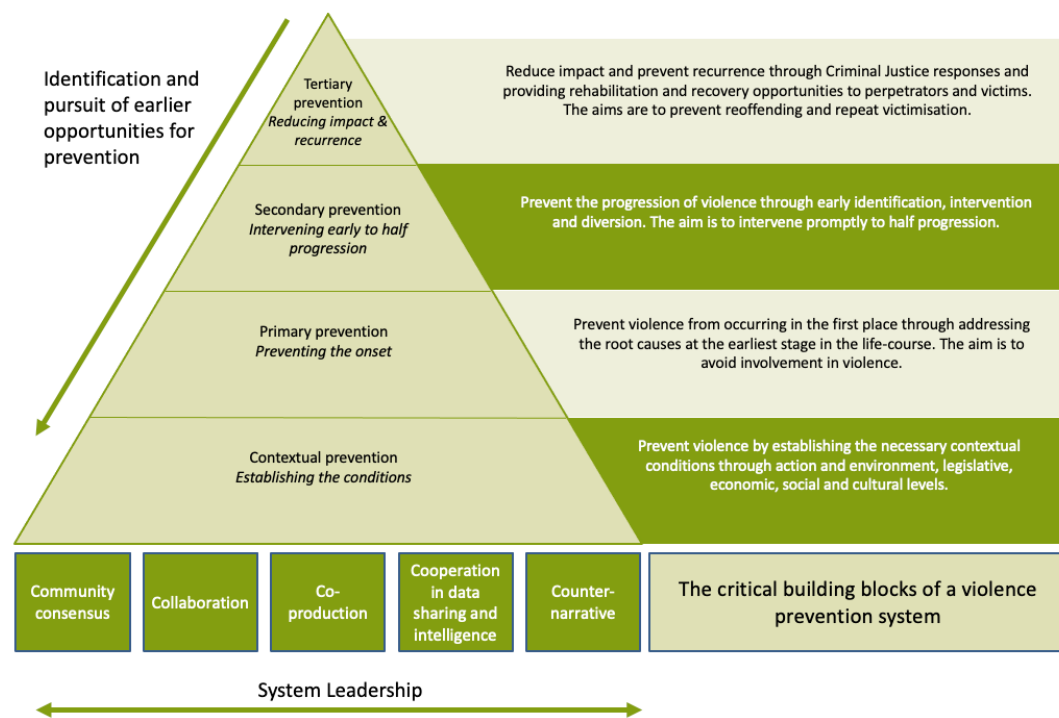 Identification and
pursuit of earlier
opportunities for
prevention
Tertiary
prevention
Reducing impact &
recurrence
Reduce impact and prevent recurrence through Criminal Justice responses and
providing rehabilitation and recovery opportunities to perpetrators and victims.
The aims are to prevent reoffending and repeat victimisation.
Secondary prevention
Intervening early to half
progression
Prevent the progression of violence through early identification, intervention
and diversion. The aim is to intervene promptly to half progression.
Primary prevention
Preventing the onset
Prevent violence from occurring in the first place through addressing
the root causes at the earliest stage in the life-course. The aim is to
avoid involvement in violence.
Contextual prevention
Establishing the conditions
Prevent violence by establishing the necessary contextual
conditions through action and environment, legislative,
economic, social and cultural levels.
Community
consensus
Collaboration
Co-
production
Cooperation
in data
sharing and
intelligence
Counter-
narrative
The critical building blocks of a violence
prevention system
System Leadership